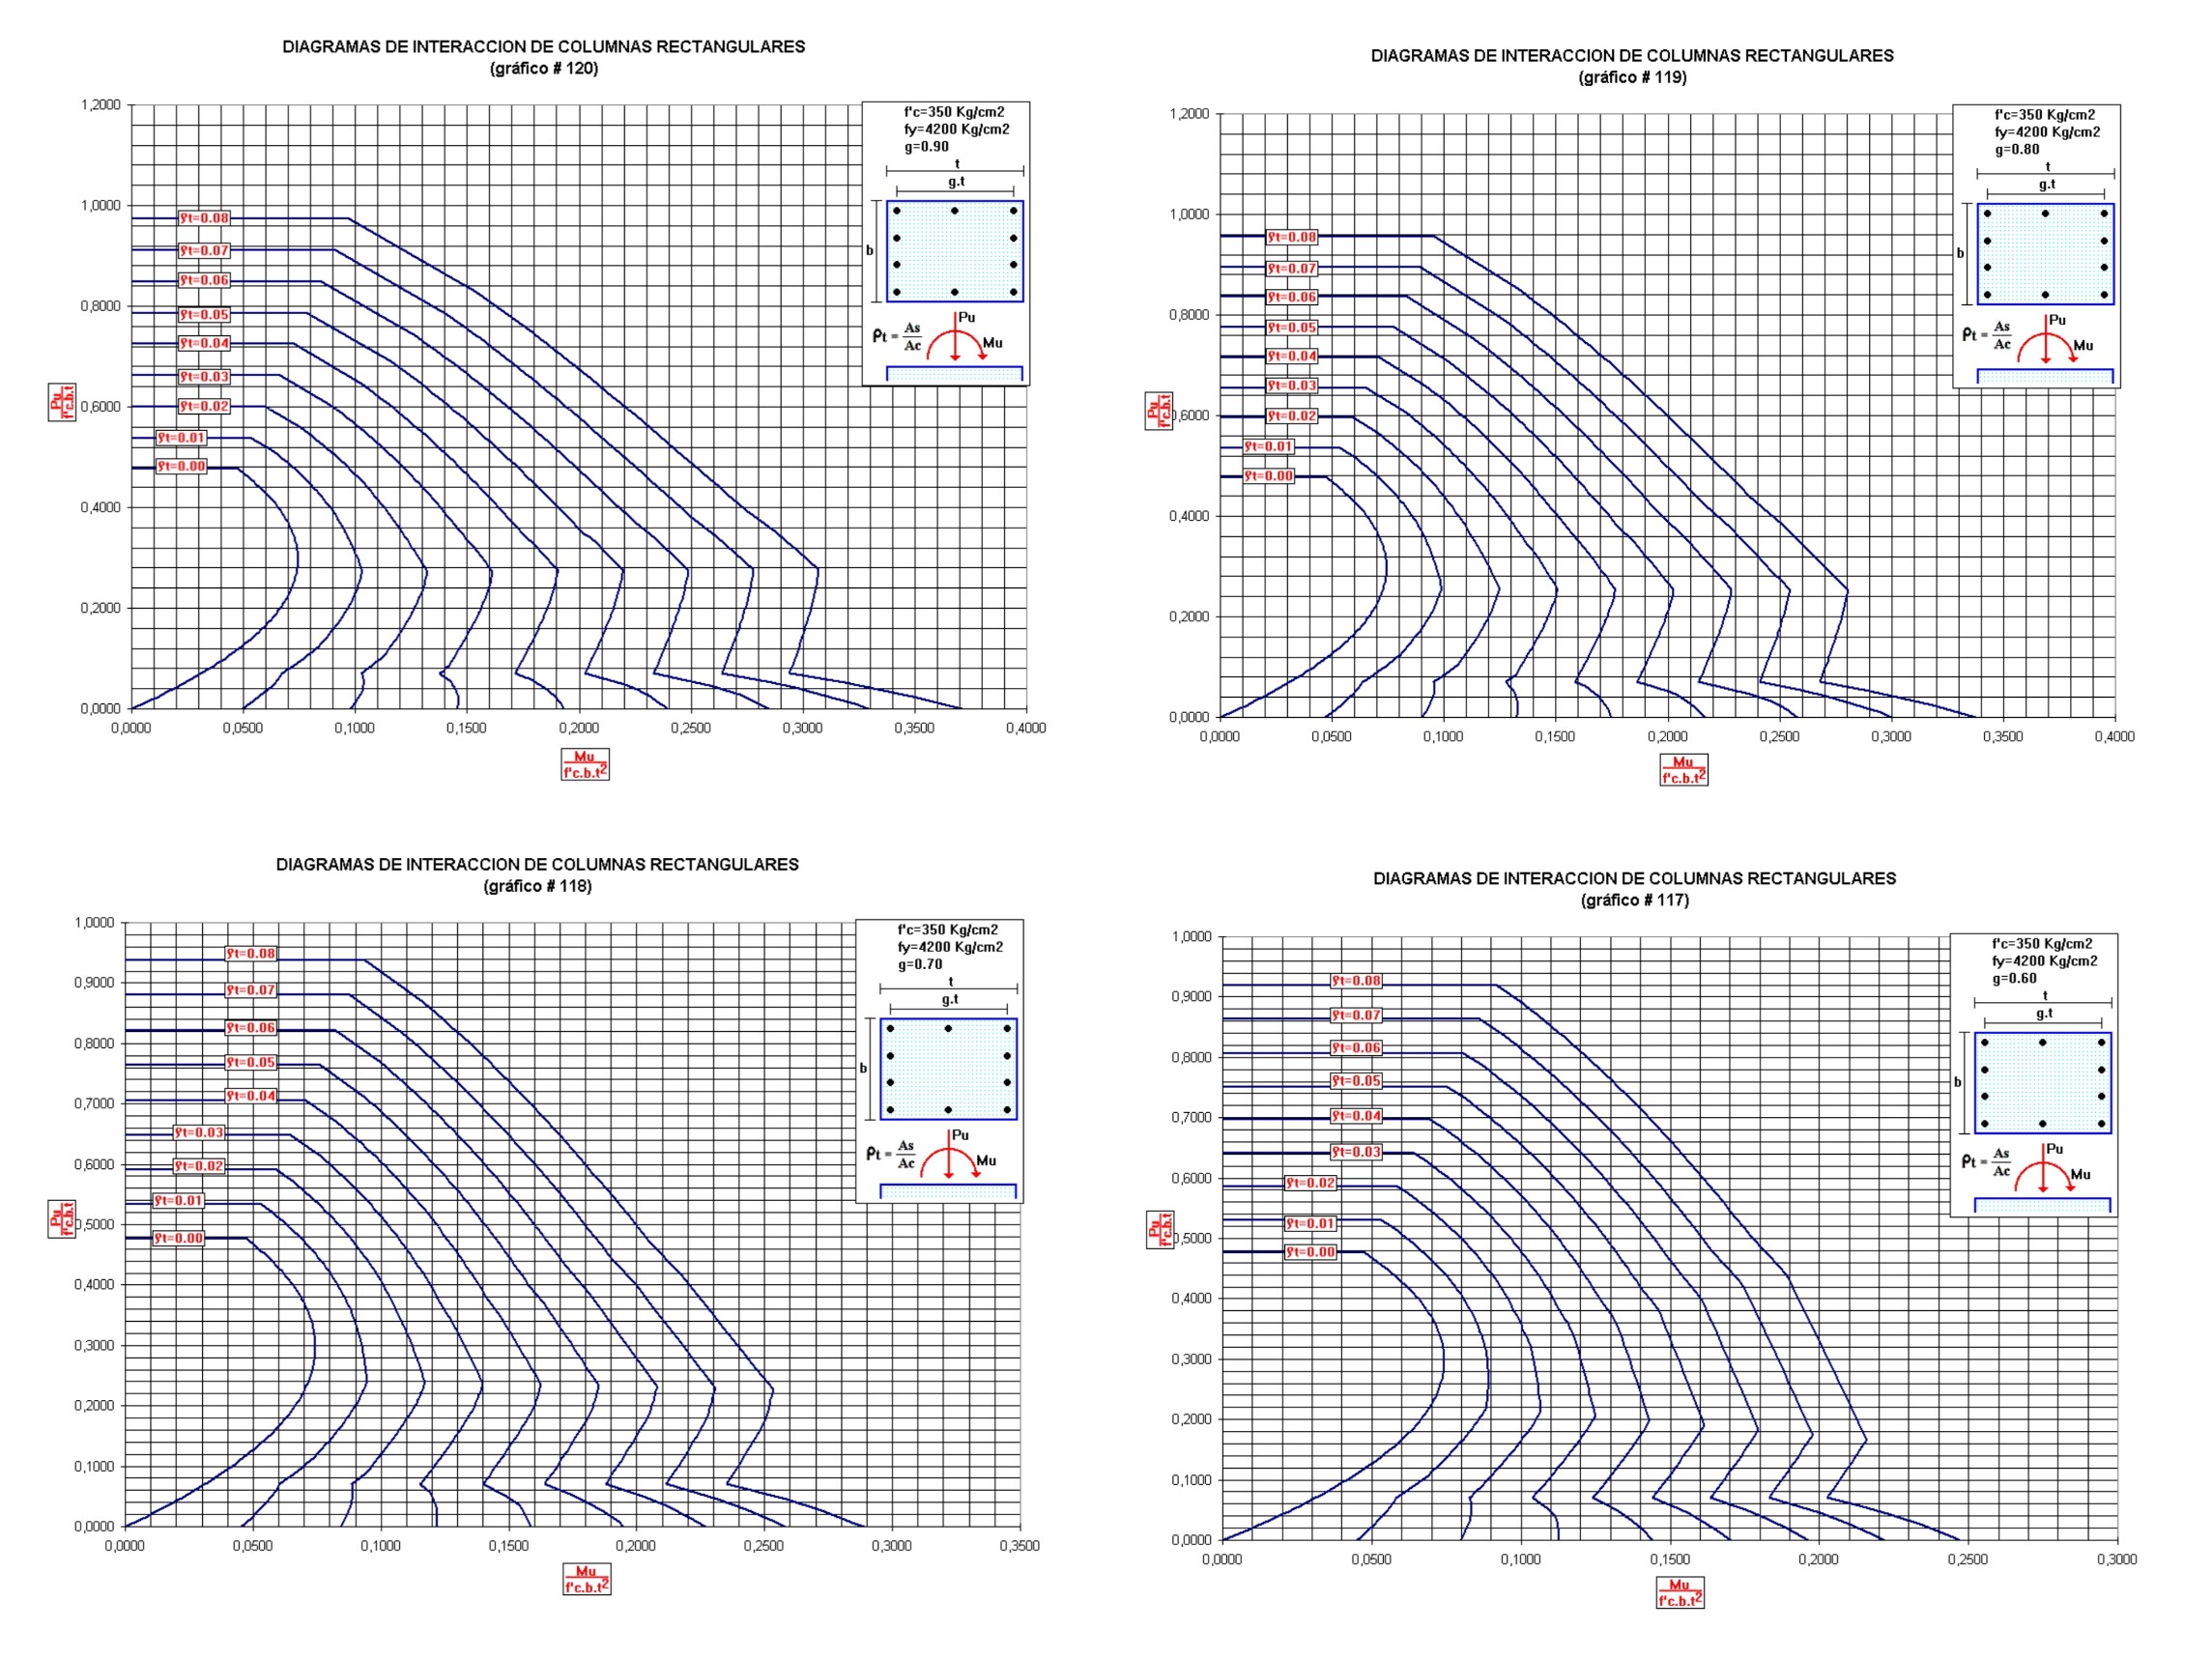 DIAGRAMAS DE INTERACCION DE COLUMNAS RECTANGULARES
(gráfico # 120)
1,2000
1,0000
0,8000
0,6000
0,4000
0,2000
0,0000
0,0000 0,0500 0,1000 0,1500 0,2000 0,2500 0,3000 0,3500 0,4000
Pu
f'c.b.t
Mu
f'c.b.t2
ρt=0.08
ρt=0.07
ρt=0.06
ρt=0.05
ρt=0.04
ρt=0.03
ρt=0.02
ρt=0.01
ρt=0.00
f'c=350 Kg/cm2
fy=4200 Kg/cm2
g=0.90
t
g.t
b
ρt = As
Ac
Pu
Mu
DIAGRAMAS DE INTERACCION DE COLUMNAS RECTANGULARES
(gráfico # 119)
1,2000
1,0000
0,8000
0,6000
0,4000
0,2000
0,0000
0,0000 0,0500 0,1000 0,1500 0,2000 0,2500 0,3000 0,3500 0,4000
Pu
f'c.b.t
Mu
f'c.b.t2
ρt=0.08
ρt=0.07
ρt=0.06
ρt=0.05
ρt=0.04
ρt=0.03
ρt=0.02
ρt=0.01
ρt=0.00
f'c=350 Kg/cm2
fy=4200 Kg/cm2
g=0.80
t
g.t
b
ρt = As
Ac
Pu
Mu
DIAGRAMAS DE INTERACCION DE COLUMNAS RECTANGULARES
(gráfico # 118)
1,0000
0,9000
0,8000
0,7000
0,6000
0,5000
0,4000
0,3000
0,2000
0,1000
0,0000
0,0000 0,0500 0,1000 0,1500 0,2000 0,2500 0,3000 0,3500
Pu
f'c.b.t
Mu
f'c.b.t2
ρt=0.08
ρt=0.07
ρt=0.06
ρt=0.05
ρt=0.04
ρt=0.03
ρt=0.02
ρt=0.01
ρt=0.00
f'c=350 Kg/cm2
fy=4200 Kg/cm2
g=0.70
t
g.t
b
ρt = As
Ac
Pu
Mu
DIAGRAMAS DE INTERACCION DE COLUMNAS RECTANGULARES
(gráfico # 117)
1,0000
0,9000
0,8000
0,7000
0,6000
0,5000
0,4000
0,3000
0,2000
0,1000
0,0000
0,0000 0,0500 0,1000 0,1500 0,2000 0,2500 0,3000
Pu
f'c.b.t
Mu
f'c.b.t2
ρt=0.08
ρt=0.07
ρt=0.06
ρt=0.05
ρt=0.04
ρt=0.03
ρt=0.02
ρt=0.01
ρt=0.00
f'c=350 Kg/cm2
fy=4200 Kg/cm2
g=0.60
t
g.t
b
ρt = As
Ac
Pu
Mu